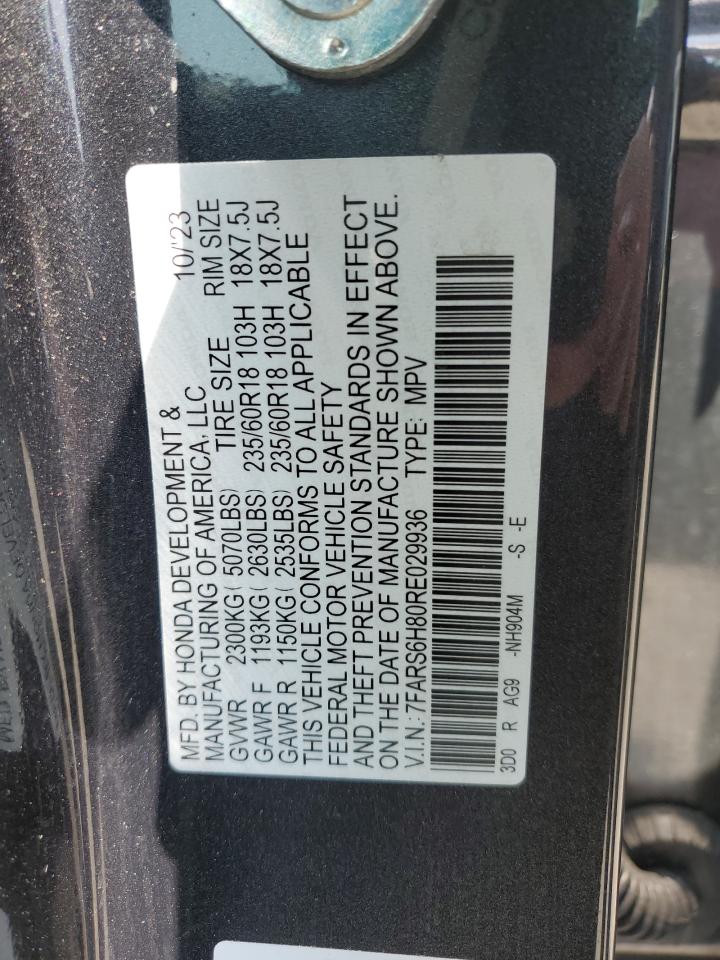 MFD. BY HONDA DEVELOPMENT & 10/'23
MANUFACTURING OF AMERICA, LLC
TIRE SIZE RIM SIZE
GVWR 2300KG( 5070LBS)
GAWR F 1193KG( 2630LBS) 235/60R18 103H 18X7.5J
GAWR R 1150KG( 2535LBS) 235/60R18 103H 18X7.5J
THIS VEHICLE CONFORMS TO ALL APPLICABLE
FEDERAL MOTOR VEHICLE SAFETY
AND THEFT PREVENTION STANDARDS IN EFFECT
ON THE DATE OF MANUFACTURE SHOWN ABOVE.
V.I.N.: 7FARS6H80RE029936 TYPE: MPV
3D0 R AG9 -NH904M -S -E